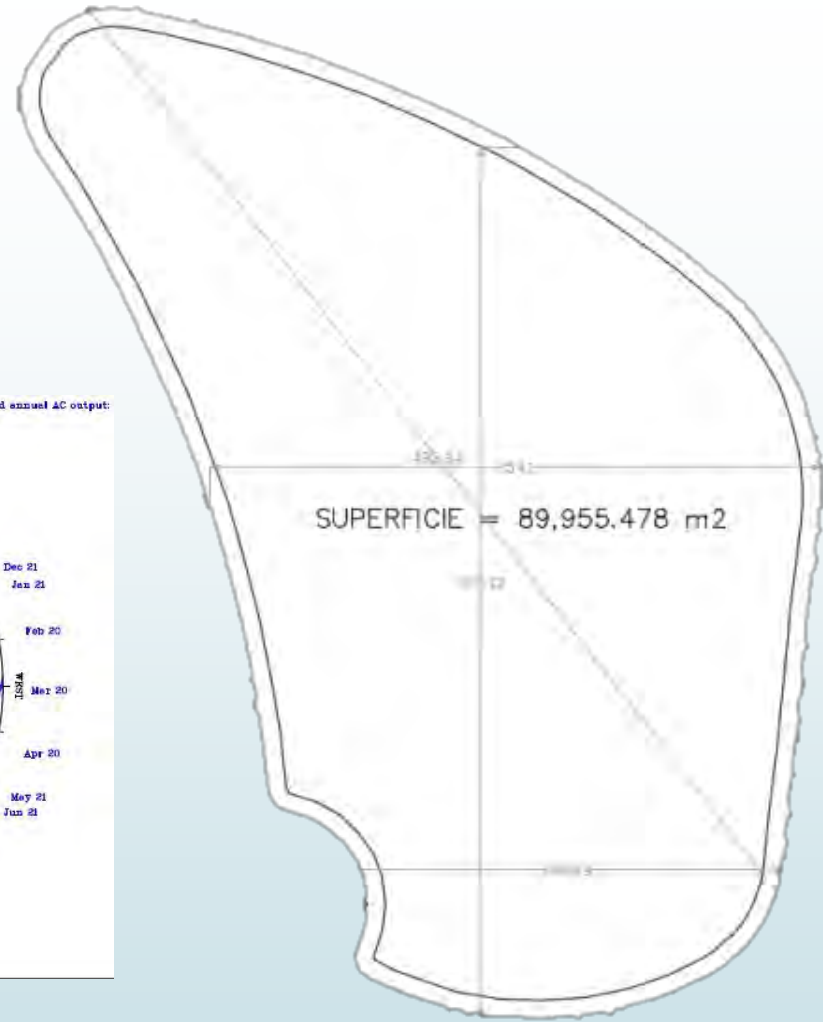 annual AC output:
Dec 21
Jan 21
Feb 20
WEST
Mar 20
Apr 20
May 21
Jun 21
SUPERFICIE = 89,955.478 m2